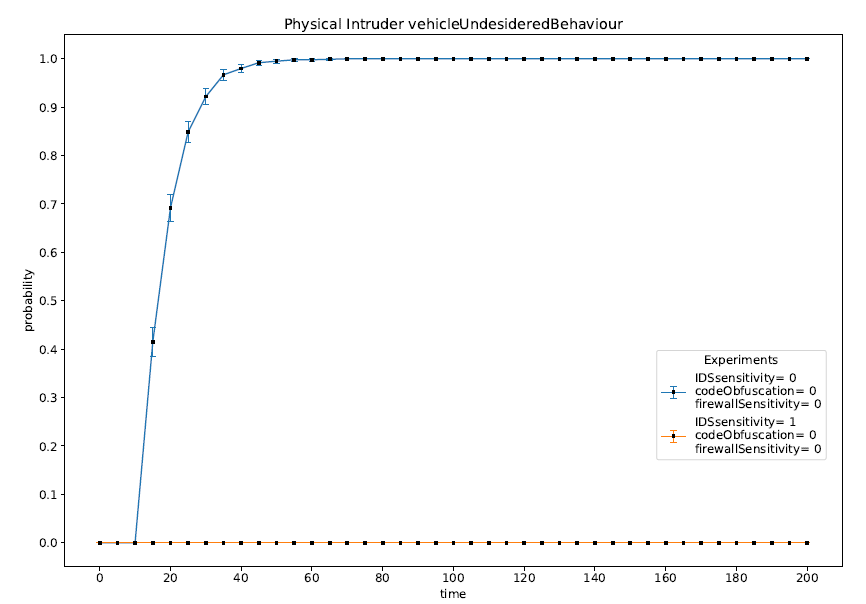 Physical Intruder vehicleUndesideredBehaviour
1.0
0.9
0.8
0.7
0.6
0.5
0.4
0.3
0.2
0.1
0.0
probability
0 20 40 60 80 100 120 140 160 180 200
time
Experiments
IDSsensitivity= 0
codeObfuscation= 0
firewallSensitivity= 0
IDSsensitivity= 1
codeObfuscation= 0
firewallSensitivity= 0